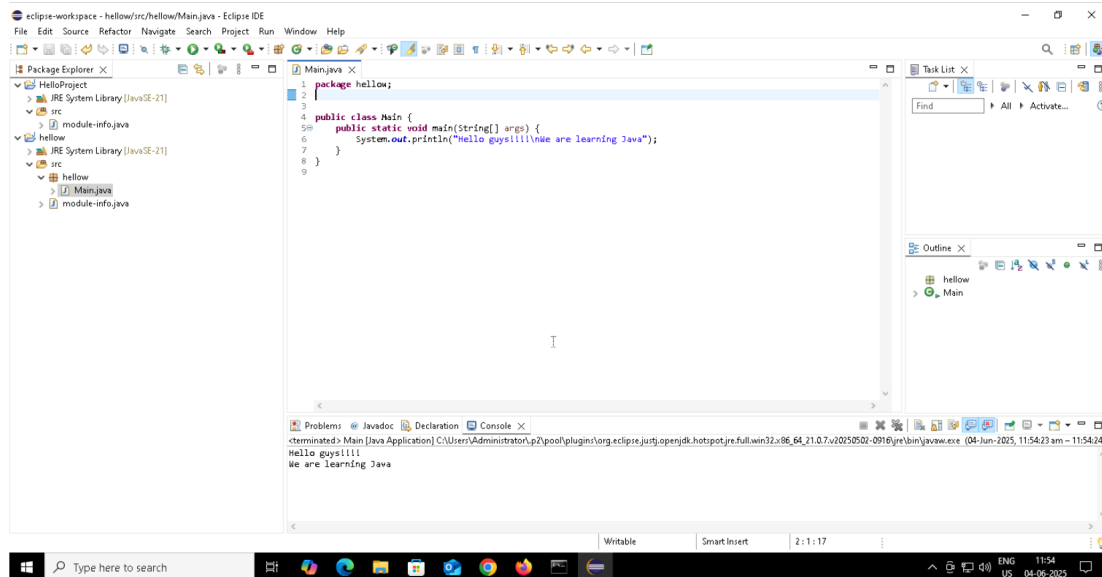 eclipse-workspace - hellow/src/hellow/Main.java - Eclipse IDE
File Edit Source Refactor Navigate Search Project Run Window Help
Package Explorer
HelloProject
JRE System Library [JavaSE-21]
src
module-info.java
hellow
JRE System Library [JavaSE-21]
src
hellow
Main.java
module-info.java
Main.java
1 package hellow;
2
3
4 public class Main {
5 public static void main(String[] args) {
6 System.out.println("Hello guys!!!!\nWe are learning Java");
7 }
8 }
9
Task List
Find All Activate...
Outline
hellow
Main
Problems Javadoc Declaration Console
<terminated> Main [Java Application] C:\Users\Administrator\.p2\pool\plugins\org.eclipse.justj.openjdk.hotspot.jre.full.win32.x86_64_21.0.7.v20250502-0916\jre\bin\javaw.exe (04-Jun-2025, 11:54:23 am – 11:54:24
Hello guys!!!!
We are learning Java
Writable Smart Insert 2 : 1 : 17
Type here to search
ENG 11:54
US 04-06-2025